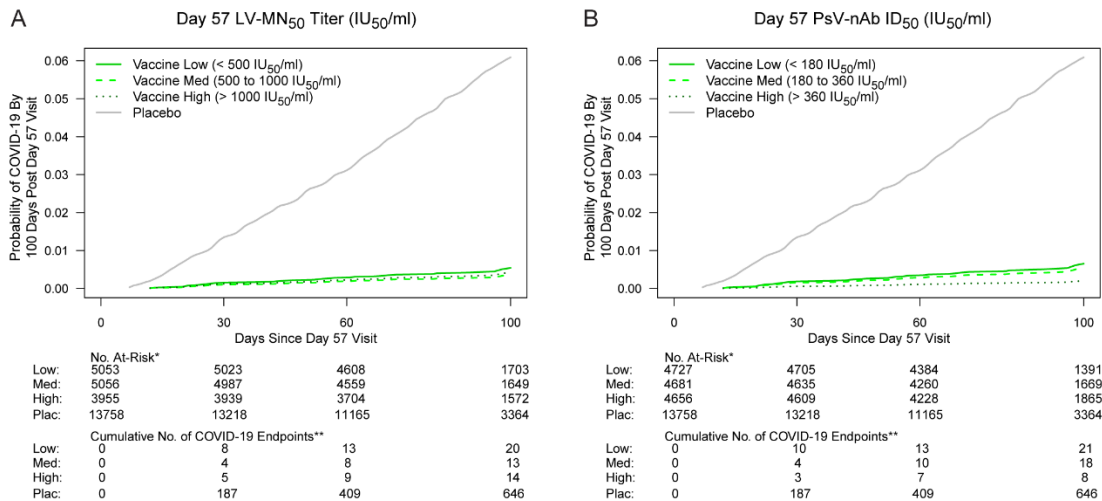 A
Day 57 LV-MN50 Titer (IU50/ml)
Probability of COVID-19 By
100 Days Post Day 57 Visit
0.06
0.05
0.04
0.03
0.02
0.01
0.00
Vaccine Low (< 500 IU50/ml)
Vaccine Med (500 to 1000 IU50/ml)
Vaccine High (> 1000 IU50/ml)
Placebo
0 30 60 100
Days Since Day 57 Visit
No. At-Risk*
Low: 5053 5023 4608 1703
Med: 5056 4987 4559 1649
High: 3955 3939 3704 1572
Plac: 13758 13218 11165 3364
Cumulative No. of COVID-19 Endpoints**
Low: 0 8 13 20
Med: 0 4 8 13
High: 0 5 9 14
Plac: 0 187 409 646
B
Day 57 PsV-nAb ID50 (IU50/ml)
Probability of COVID-19 By
100 Days Post Day 57 Visit
0.06
0.05
0.04
0.03
0.02
0.01
0.00
Vaccine Low (< 180 IU50/ml)
Vaccine Med (180 to 360 IU50/ml)
Vaccine High (> 360 IU50/ml)
Placebo
0 30 60 100
Days Since Day 57 Visit
No. At-Risk*
Low: 4727 4705 4384 1391
Med: 4681 4635 4260 1669
High: 4656 4609 4228 1865
Plac: 13758 13218 11165 3364
Cumulative No. of COVID-19 Endpoints**
Low: 0 10 13 21
Med: 0 4 10 18
High: 0 3 7 8
Plac: 0 187 409 646